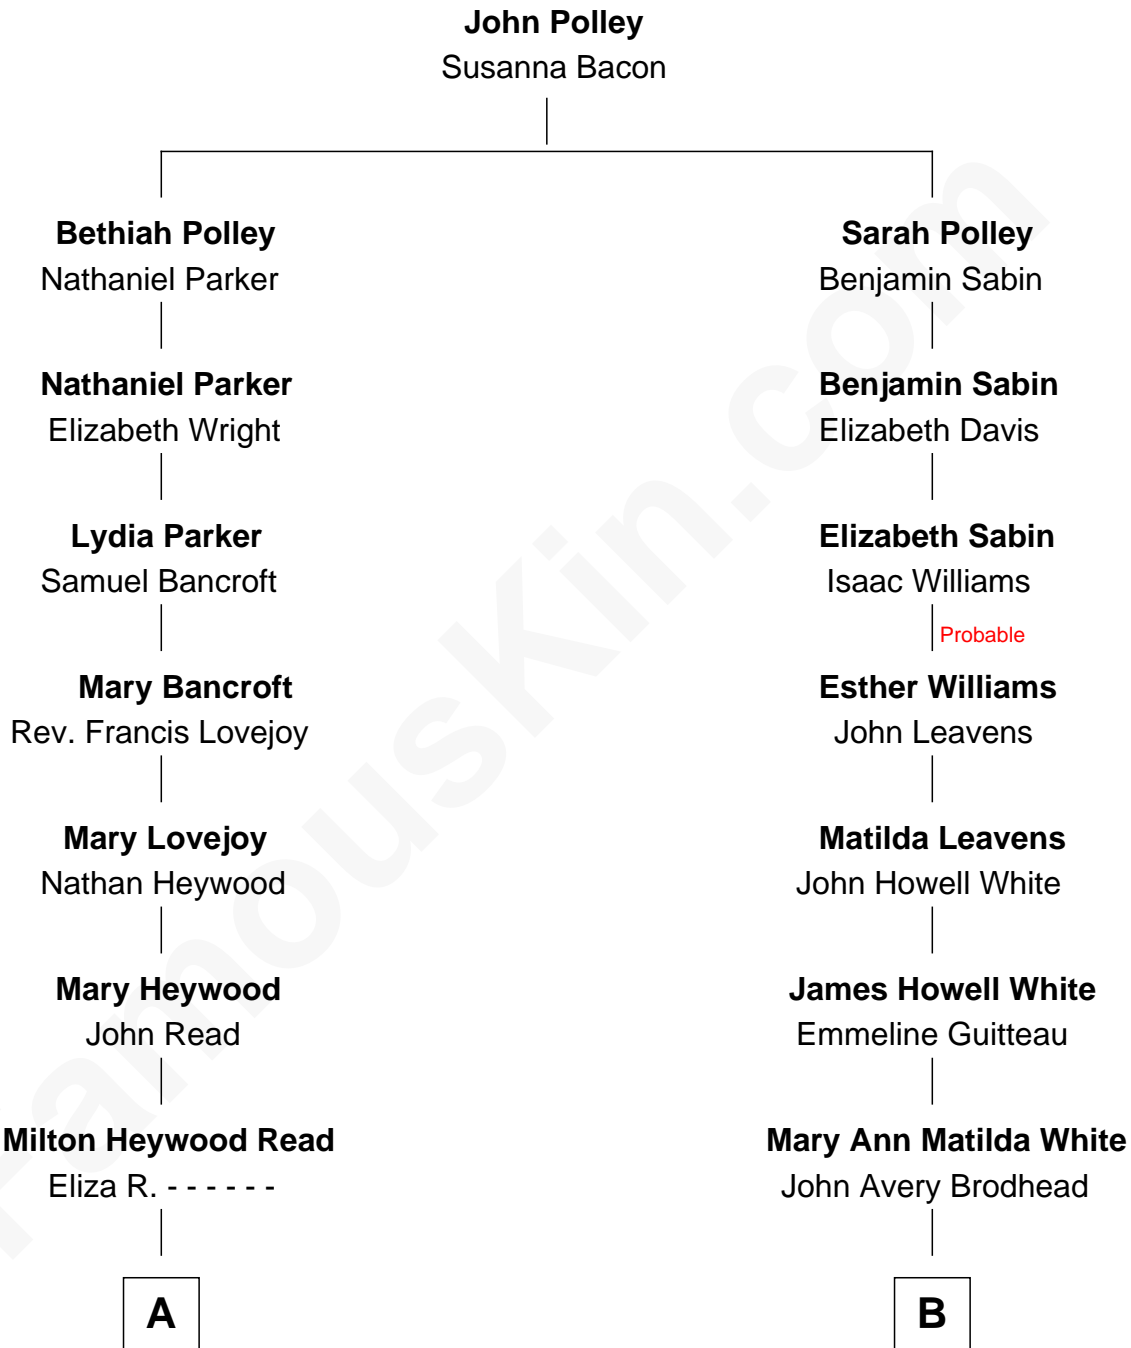 John Polley
Susanna Bacon
Bethiah Polley
Nathaniel Parker
Sarah Polley
Benjamin Sabin
Nathaniel Parker
Elizabeth Wright
Benjamin Sabin
Elizabeth Davis
Lydia Parker
Samuel Bancroft
Elizabeth Sabin
Isaac Williams
Probable
Mary Bancroft
Rev. Francis Lovejoy
Esther Williams
John Leavens
Mary Lovejoy
Nathan Heywood
Matilda Leavens
John Howell White
Mary Heywood
John Read
James Howell White
Emmeline Guitteau
Milton Heywood Read
Eliza R. - - - - - -
Mary Ann Matilda White
John Avery Brodhead
A
B
FamousKin.com